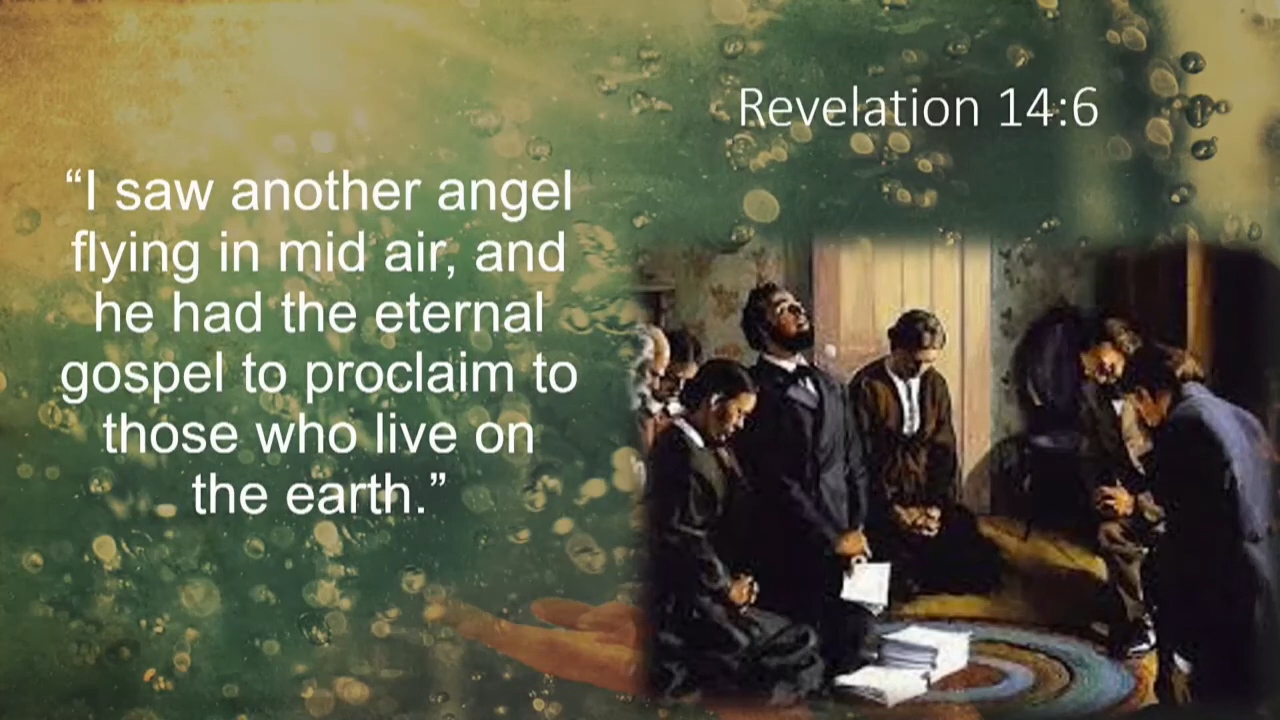 Revelation 14:6
“I saw another angel
flying in mid air, and
he had the eternal
gospel to proclaim to
those who live on
the earth.”